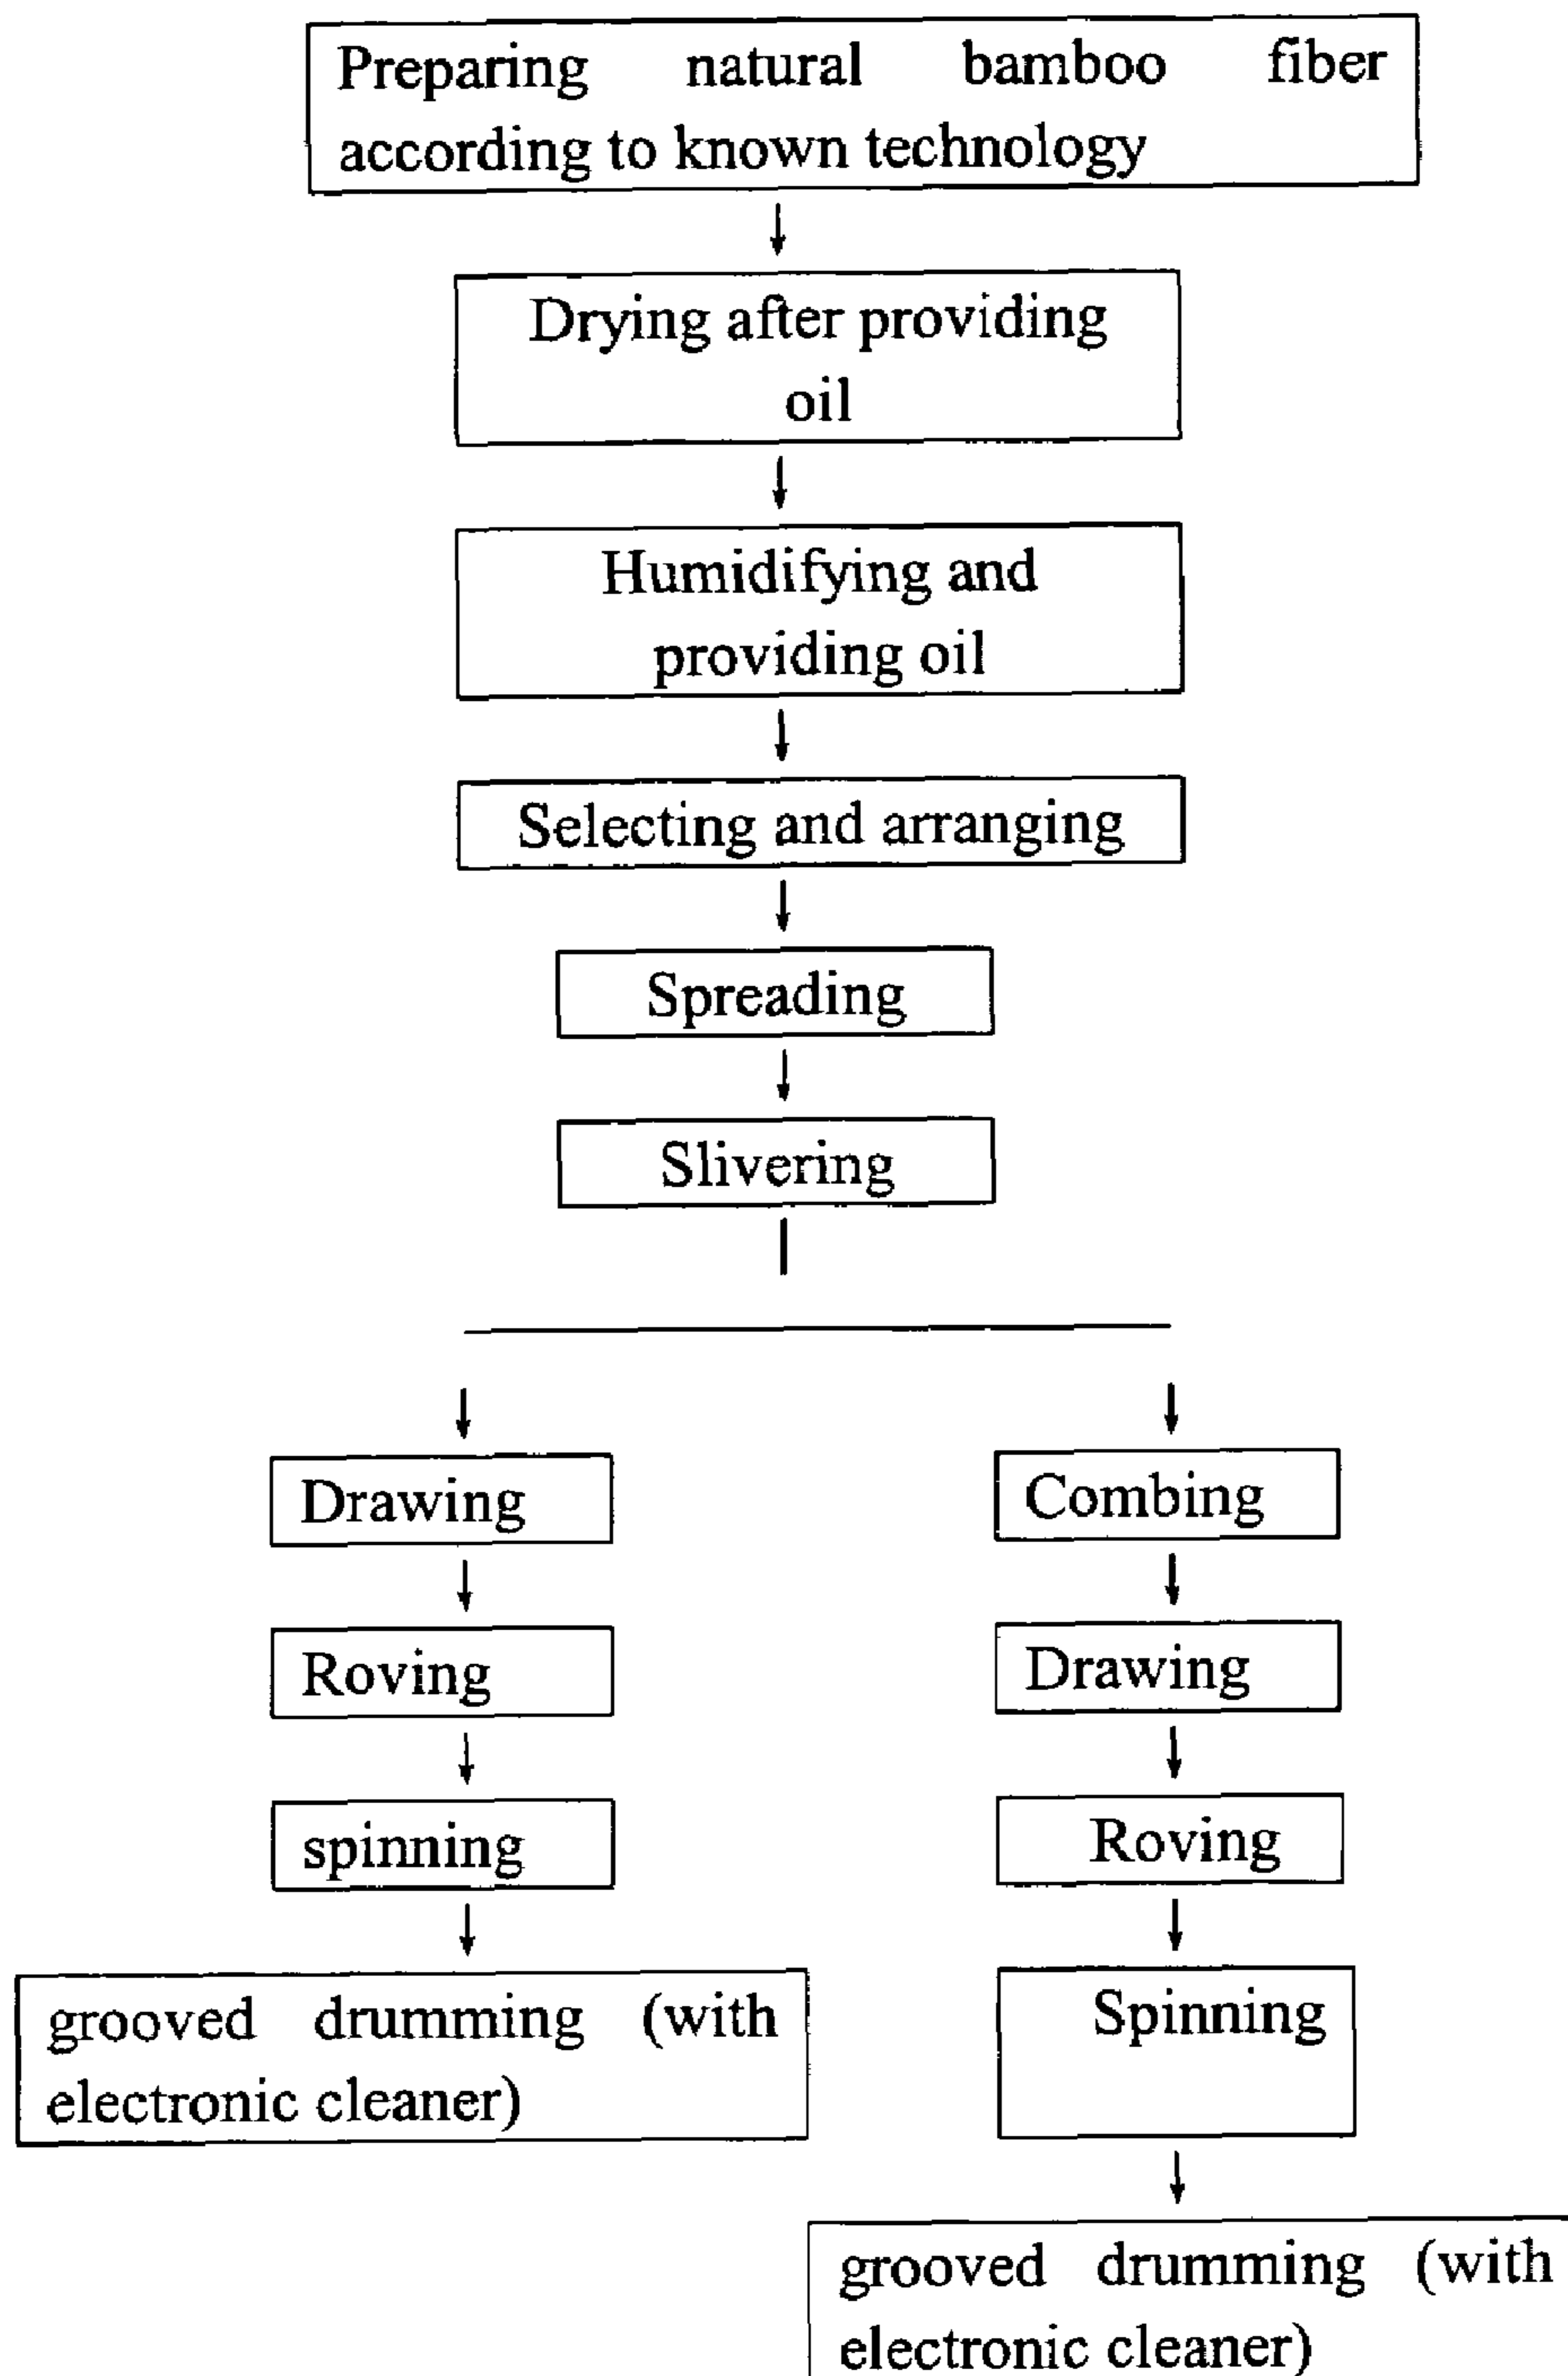 Preparing natural bamboo fiber
according to known technology
Drying after providing
oil
Humidifying and
providing oil
Selecting and arranging
Spreading
Slivering
Drawing
Roving
spinning
grooved drumming (with
electronic cleaner)
Combing
Drawing
Roving
Spinning
grooved drumming (with
electronic cleaner)